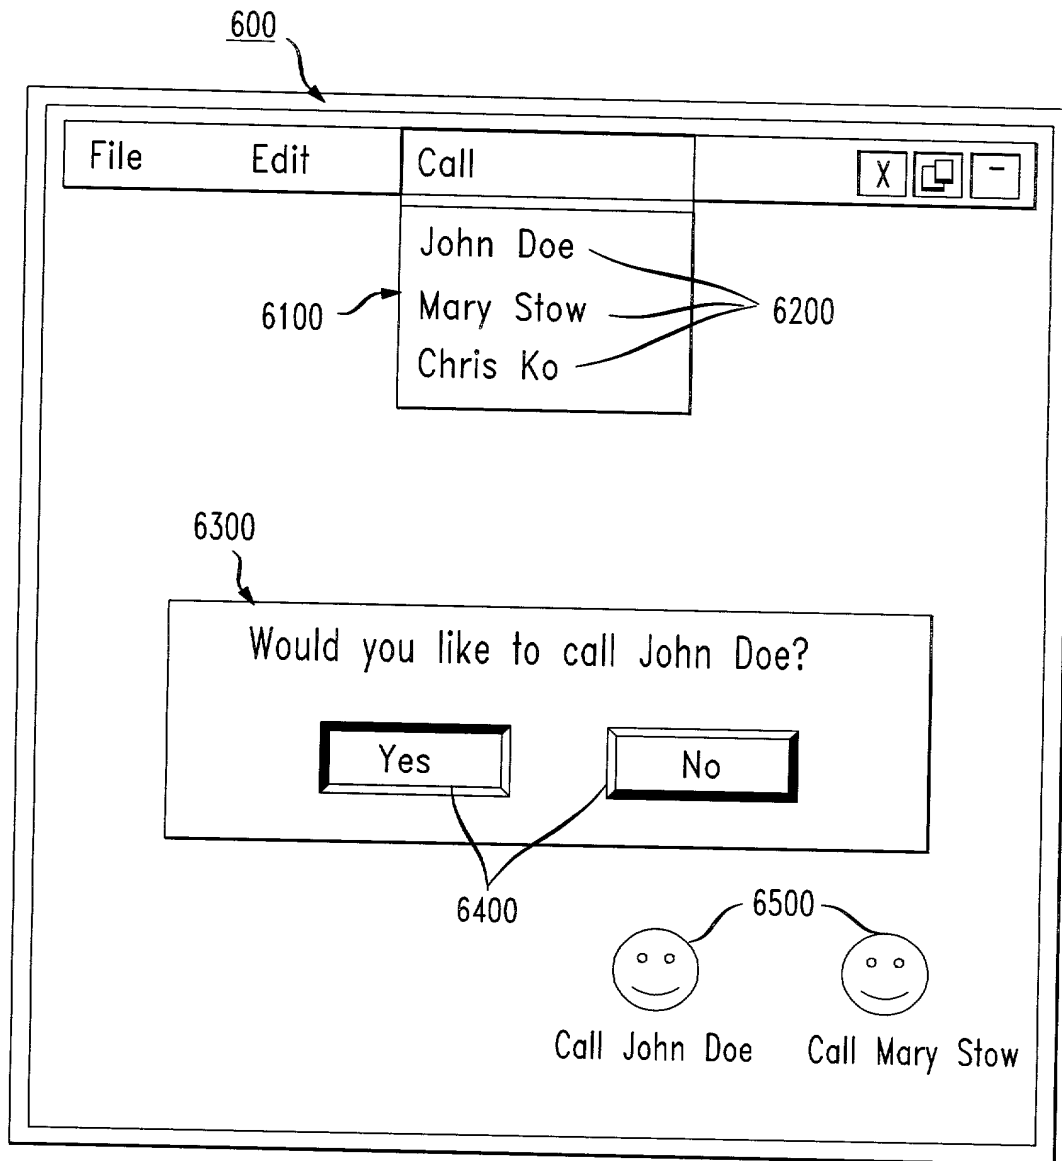 600
File Edit Call X -
John Doe
6100 Mary Stow 6200
Chris Ko
6300
Would you like to call John Doe?
Yes No
6400 6500
Call John Doe Call Mary Stow